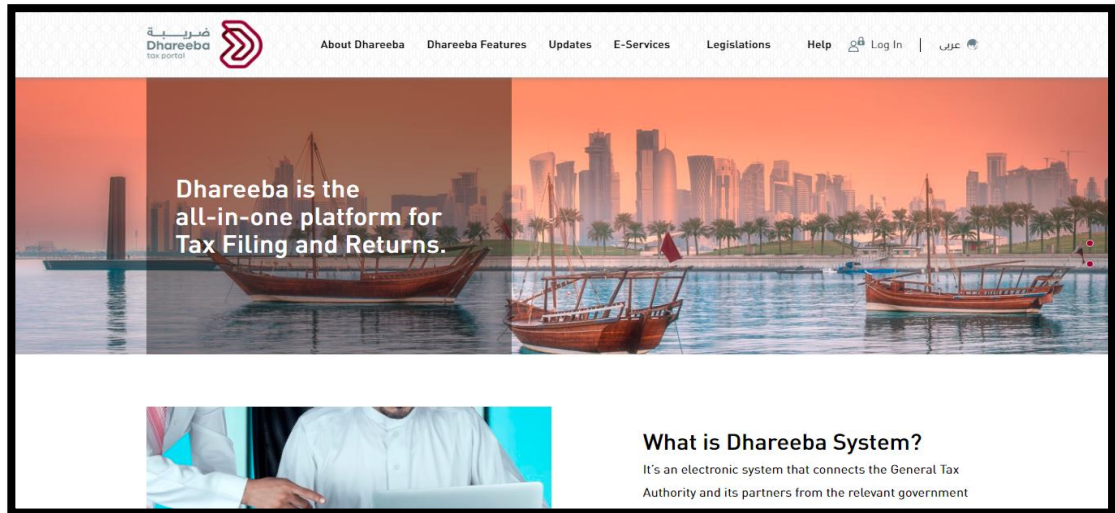 ضريـــبـة
Dhareeba
tax portal
About Dhareeba
Dhareeba Features
Updates
E-Services
Legislations
Help
Log In
عربى
Dhareeba is the
all-in-one platform for
Tax Filing and Returns.
What is Dhareeba System?
It's an electronic system that connects the General Tax
Authority and its partners from the relevant government